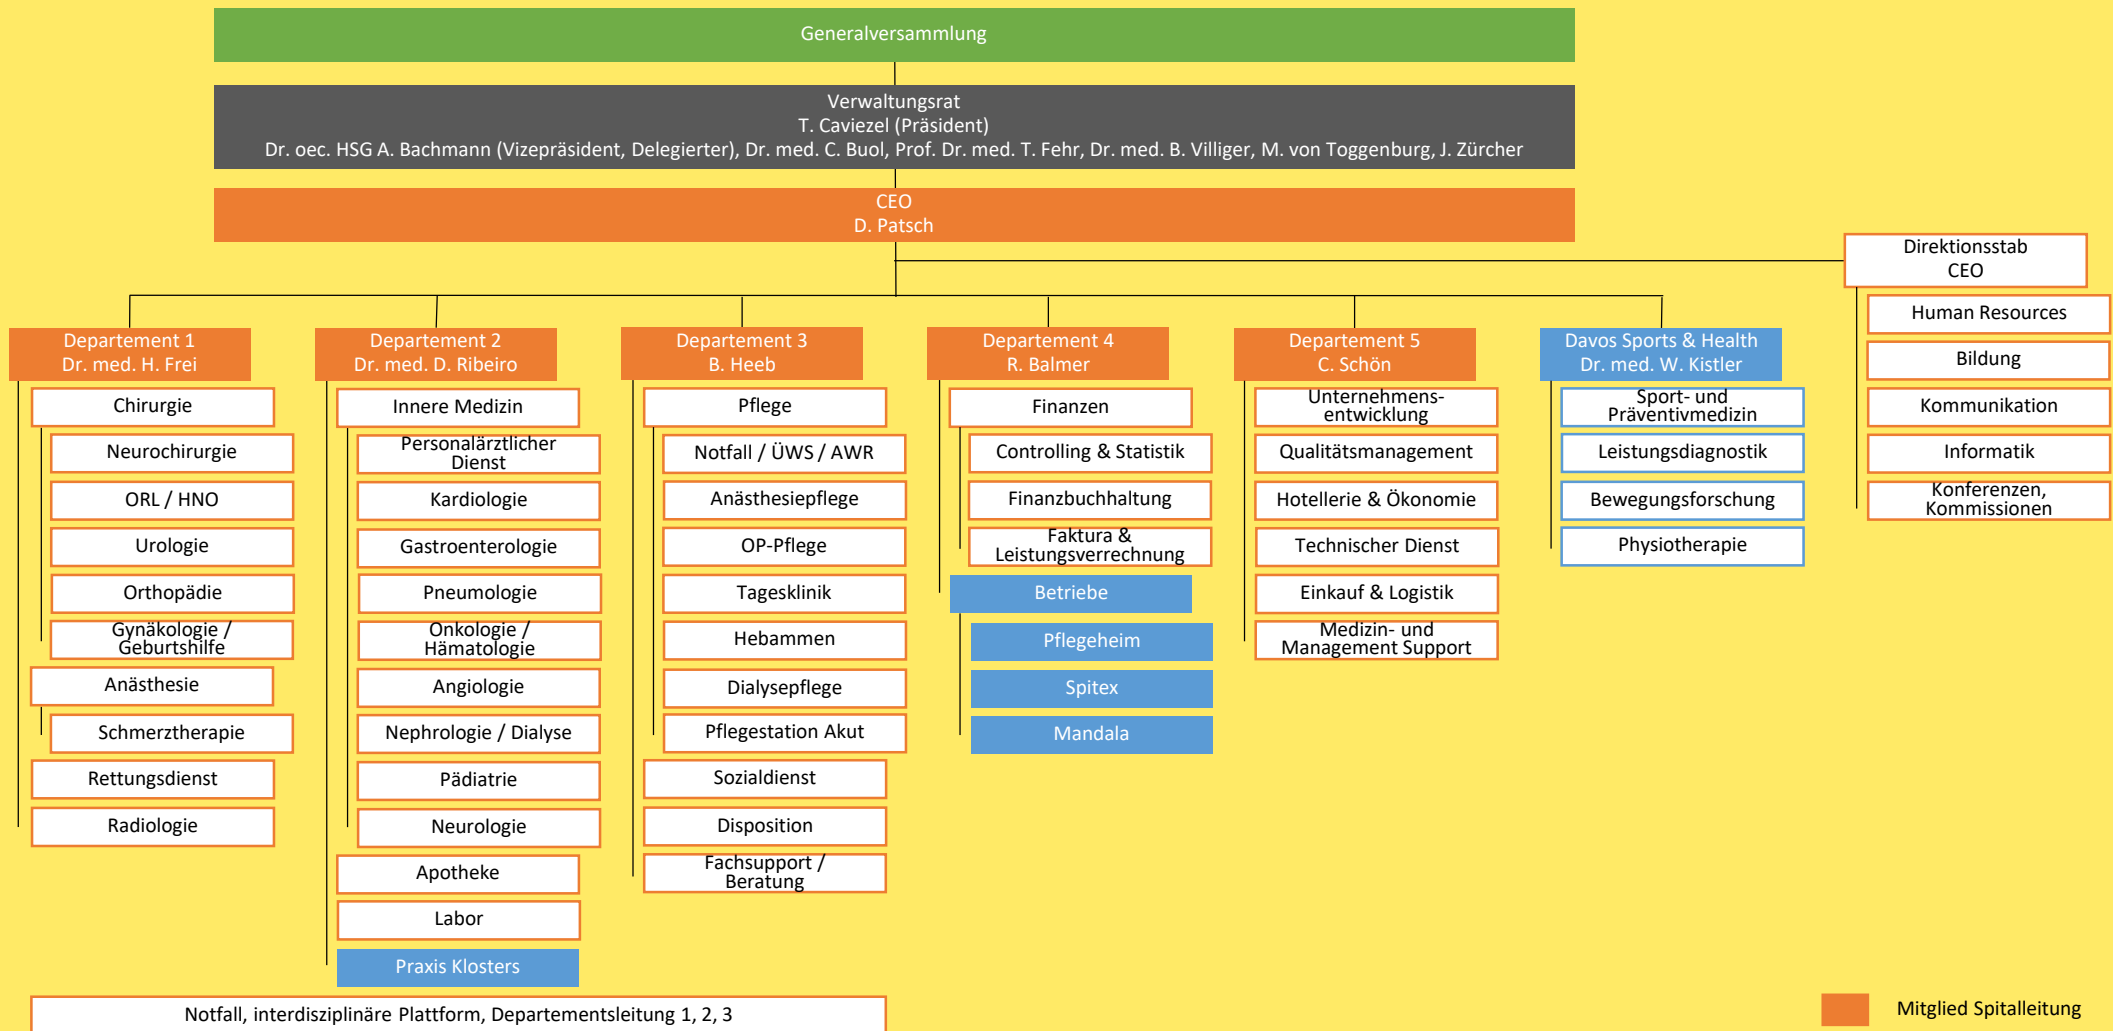 Generalversammlung
Verwaltungsrat
T. Caviezel (Präsident)
Dr. oec. HSG A. Bachmann (Vizepräsident, Delegierter), Dr. med. C. Buol, Prof. Dr. med. T. Fehr, Dr. med. B. Villiger, M. von Toggenburg, J. Zürcher
CEO
D. Patsch
Direktionsstab
CEO
Human Resources
Bildung
Kommunikation
Informatik
Konferenzen,
Kommissionen
Departement 1
Dr. med. H. Frei
Chirurgie
Neurochirurgie
ORL / HNO
Urologie
Orthopädie
Gynäkologie /
Geburtshilfe
Anästhesie
Schmerztherapie
Rettungsdienst
Radiologie
Departement 2
Dr. med. D. Ribeiro
Innere Medizin
Personalärztlicher
Dienst
Kardiologie
Gastroenterologie
Pneumologie
Onkologie /
Hämatologie
Angiologie
Nephrologie / Dialyse
Pädiatrie
Neurologie
Apotheke
Labor
Praxis Klosters
Departement 3
B. Heeb
Pflege
Notfall / ÜWS / AWR
Anästhesiepflege
OP-Pflege
Tagesklinik
Hebammen
Dialysepflege
Pflegestation Akut
Sozialdienst
Disposition
Fachsupport /
Beratung
Departement 4
R. Balmer
Finanzen
Controlling & Statistik
Finanzbuchhaltung
Faktura &
Leistungsverrechnung
Betriebe
Pflegeheim
Spitex
Mandala
Departement 5
C. Schön
Unternehmens-
entwicklung
Qualitätsmanagement
Hotellerie & Ökonomie
Technischer Dienst
Einkauf & Logistik
Medizin- und
Management Support
Davos Sports & Health
Dr. med. W. Kistler
Sport- und
Präventivmedizin
Leistungsdiagnostik
Bewegungsforschung
Physiotherapie
Notfall, interdisziplinäre Plattform, Departementsleitung 1, 2, 3
Mitglied Spitalleitung